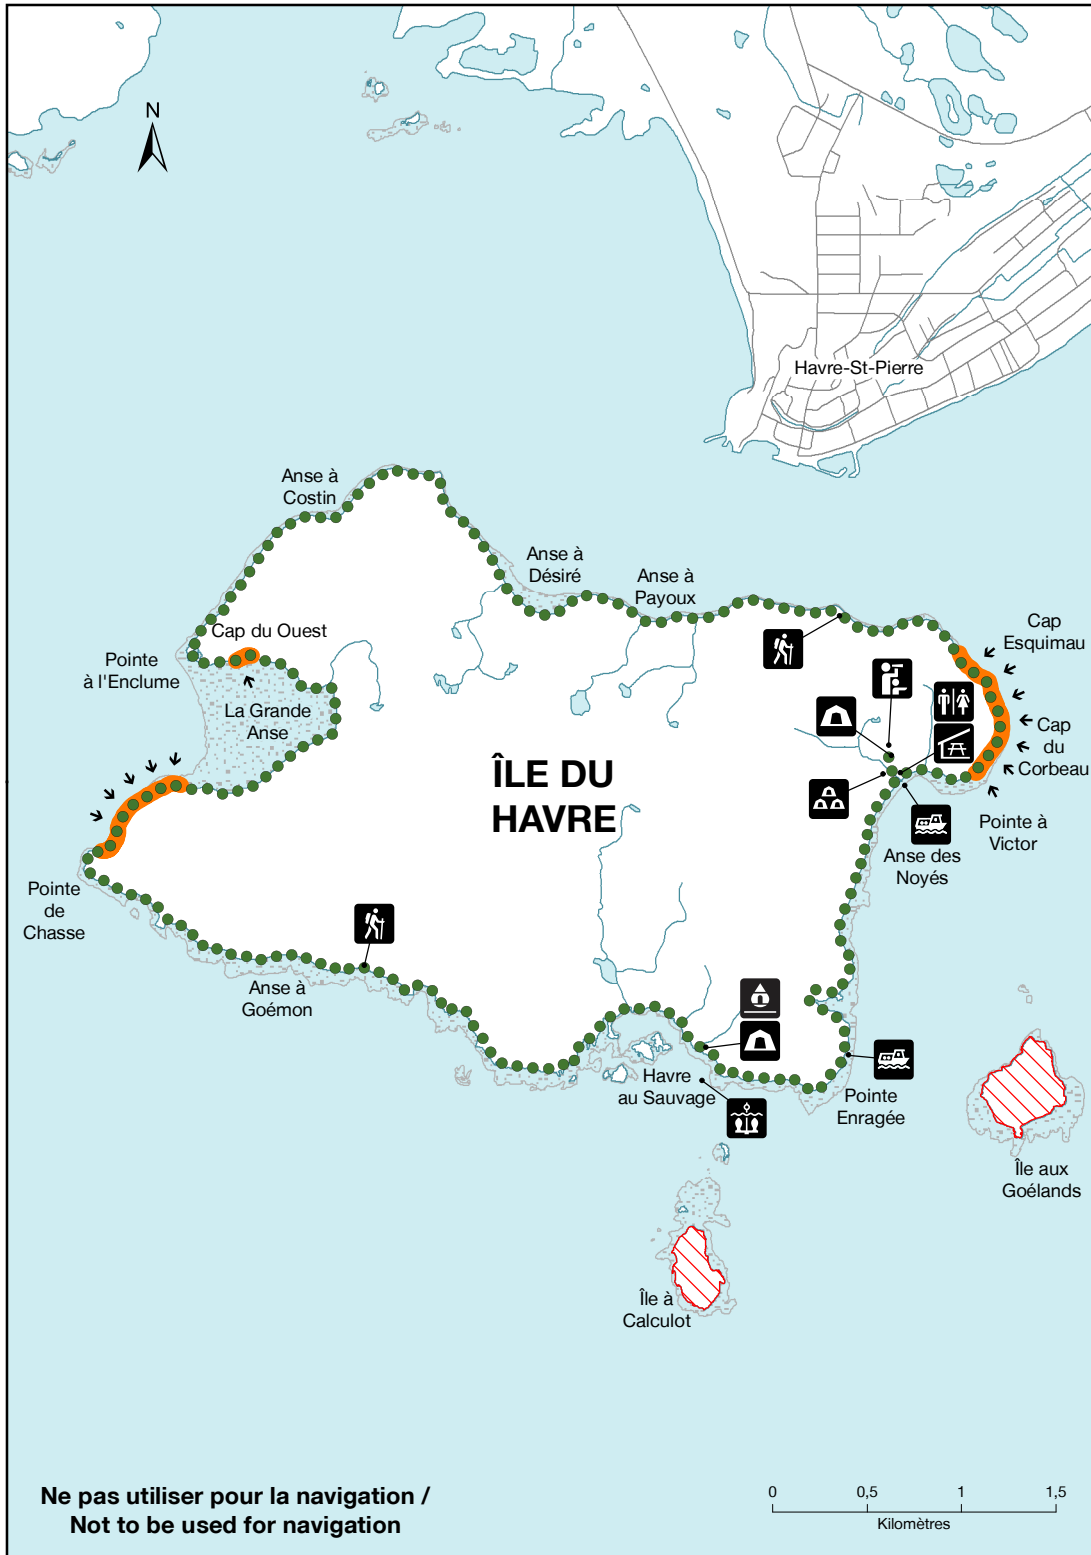 N
Havre-St-Pierre
Anse à
Costin
Anse à
Désiré
Anse à
Payoux
Cap
Esquimau
Cap du Ouest
Pointe
à l'Enclume
La Grande
Anse
Cap
du
Corbeau
ÎLE DU
HAVRE
Pointe à
Victor
Anse des
Noyés
Pointe
de
Chasse
Anse à
Goémon
Havre
au Sauvage
Pointe
Enragée
Île aux
Goélands
Île à
Calculot
Ne pas utiliser pour la navigation /
Not to be used for navigation
0 0,5 1 1,5
Kilomètres